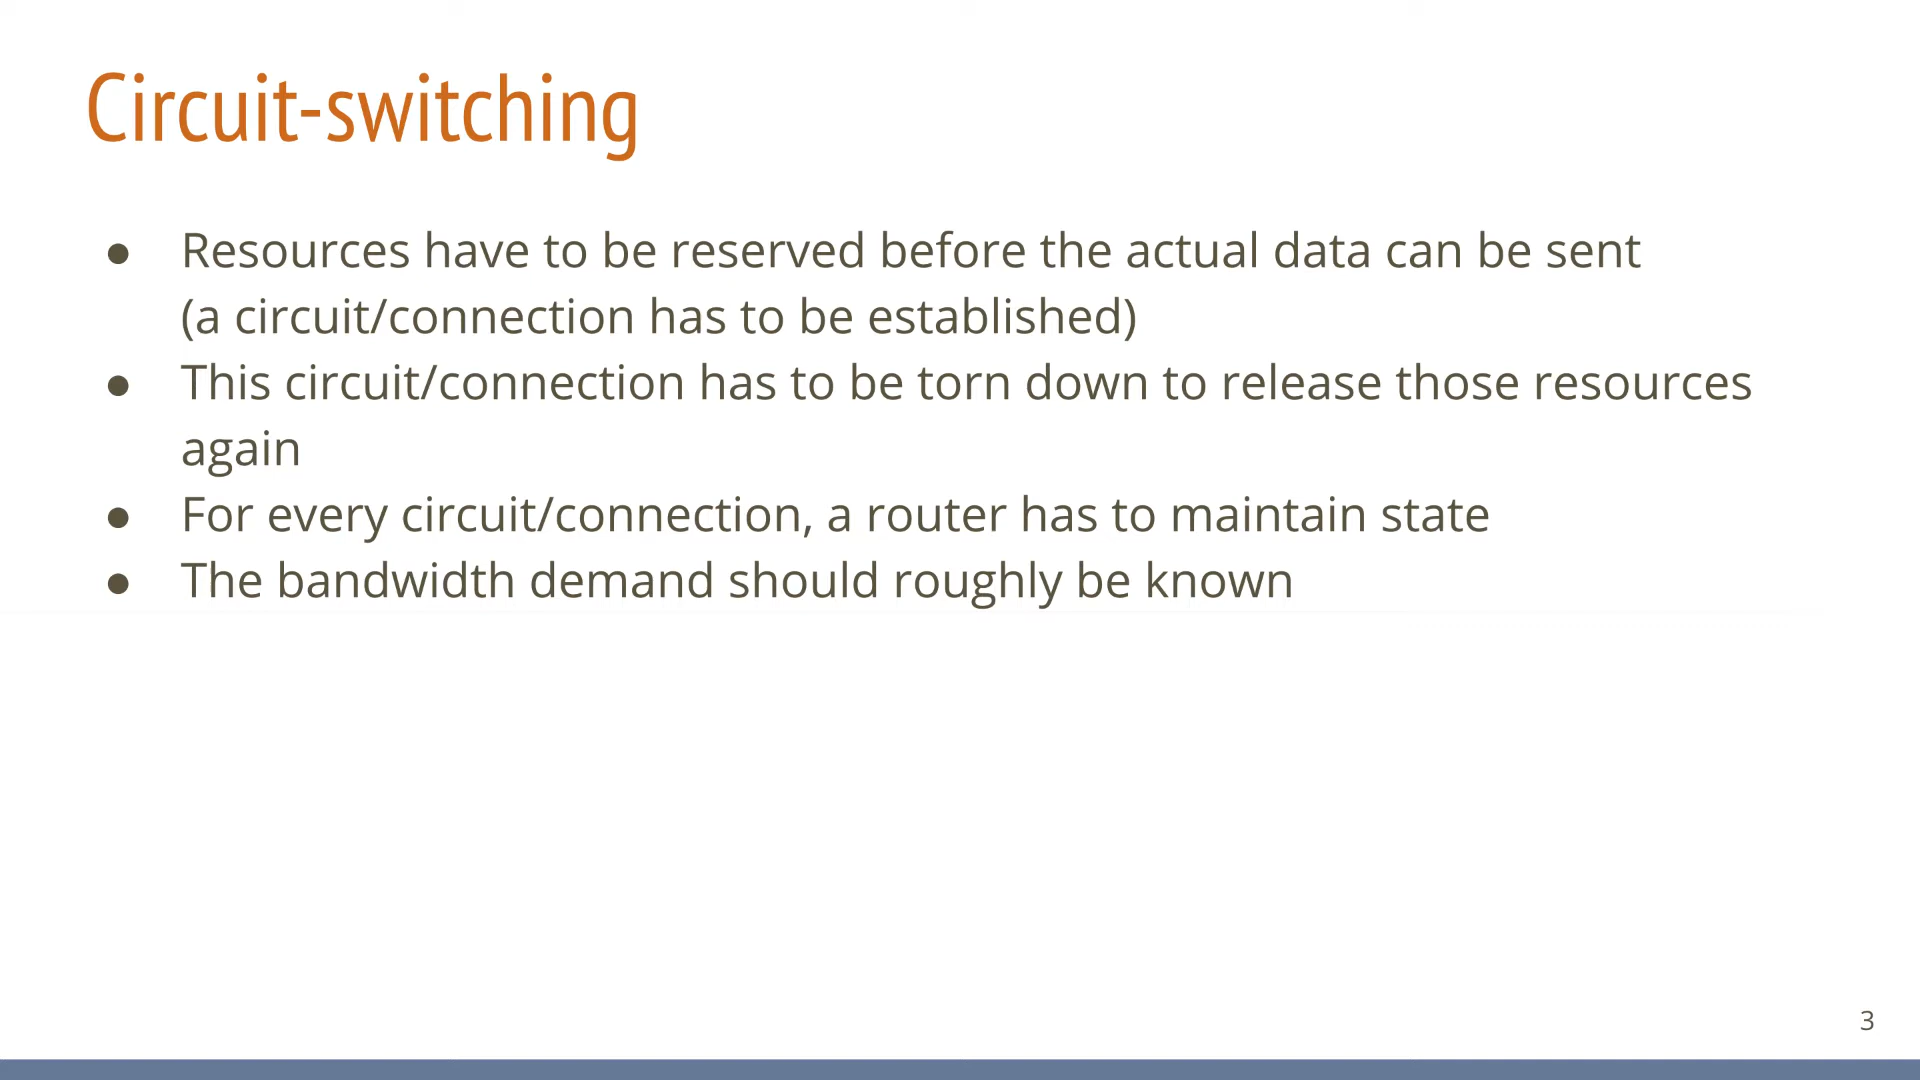 Circuit-switching
● Resources have to be reserved before the actual data can be sent
(a circuit/connection has to be established)
● This circuit/connection has to be torn down to release those resources
again
● For every circuit/connection, a router has to maintain state
● The bandwidth demand should roughly be known
3